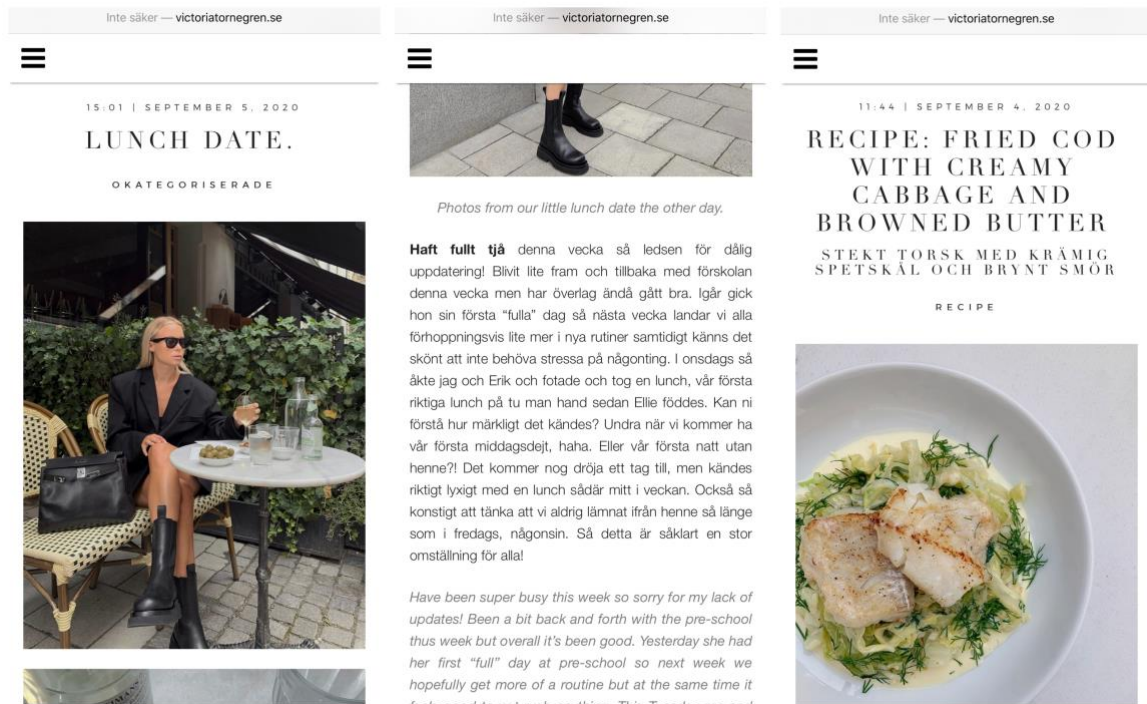 Inte säker — victoriatornegren.se
15:01 | SEPTEMBER 5, 2020
LUNCH DATE.
OKATEGORISERADE
Inte säker — victoriatornegren.se
Photos from our little lunch date the other day.
Haft fullt tjå denna vecka så ledsen för dålig
uppdatering! Blivit lite fram och tillbaka med förskolan
denna vecka men har överlag ändå gått bra. Igår gick
hon sin första “fulla” dag så nästa vecka landar vi alla
förhoppningsvis lite mer i nya rutiner samtidigt känns det
skönt att inte behöva stressa på någonting. I onsdags så
åkte jag och Erik och fotade och tog en lunch, vår första
riktiga lunch på tu man hand sedan Ellie föddes. Kan ni
förstå hur märkligt det kändes? Undra när vi kommer ha
vår första middagsdejt, haha. Eller vår första natt utan
henne?! Det kommer nog dröja ett tag till, men kändes
riktigt lyxigt med en lunch sådär mitt i veckan. Också så
konstigt att tänka att vi aldrig lämnat ifrån henne så länge
som i fredags, någonsin. Så detta är såklart en stor
omställning för alla!
Have been super busy this week so sorry for my lack of
updates! Been a bit back and forth with the pre-school
thus week but overall it’s been good. Yesterday she had
her first “full” day at pre-school so next week we
hopefully get more of a routine but at the same time it
Inte säker — victoriatornegren.se
11:44 | SEPTEMBER 4, 2020
RECIPE: FRIED COD
WITH CREAMY
CABBAGE AND
BROWNED BUTTER
STEKT TORSK MED KRÄMIG
SPETSKÅL OCH BRYNT SMÖR
RECIPE